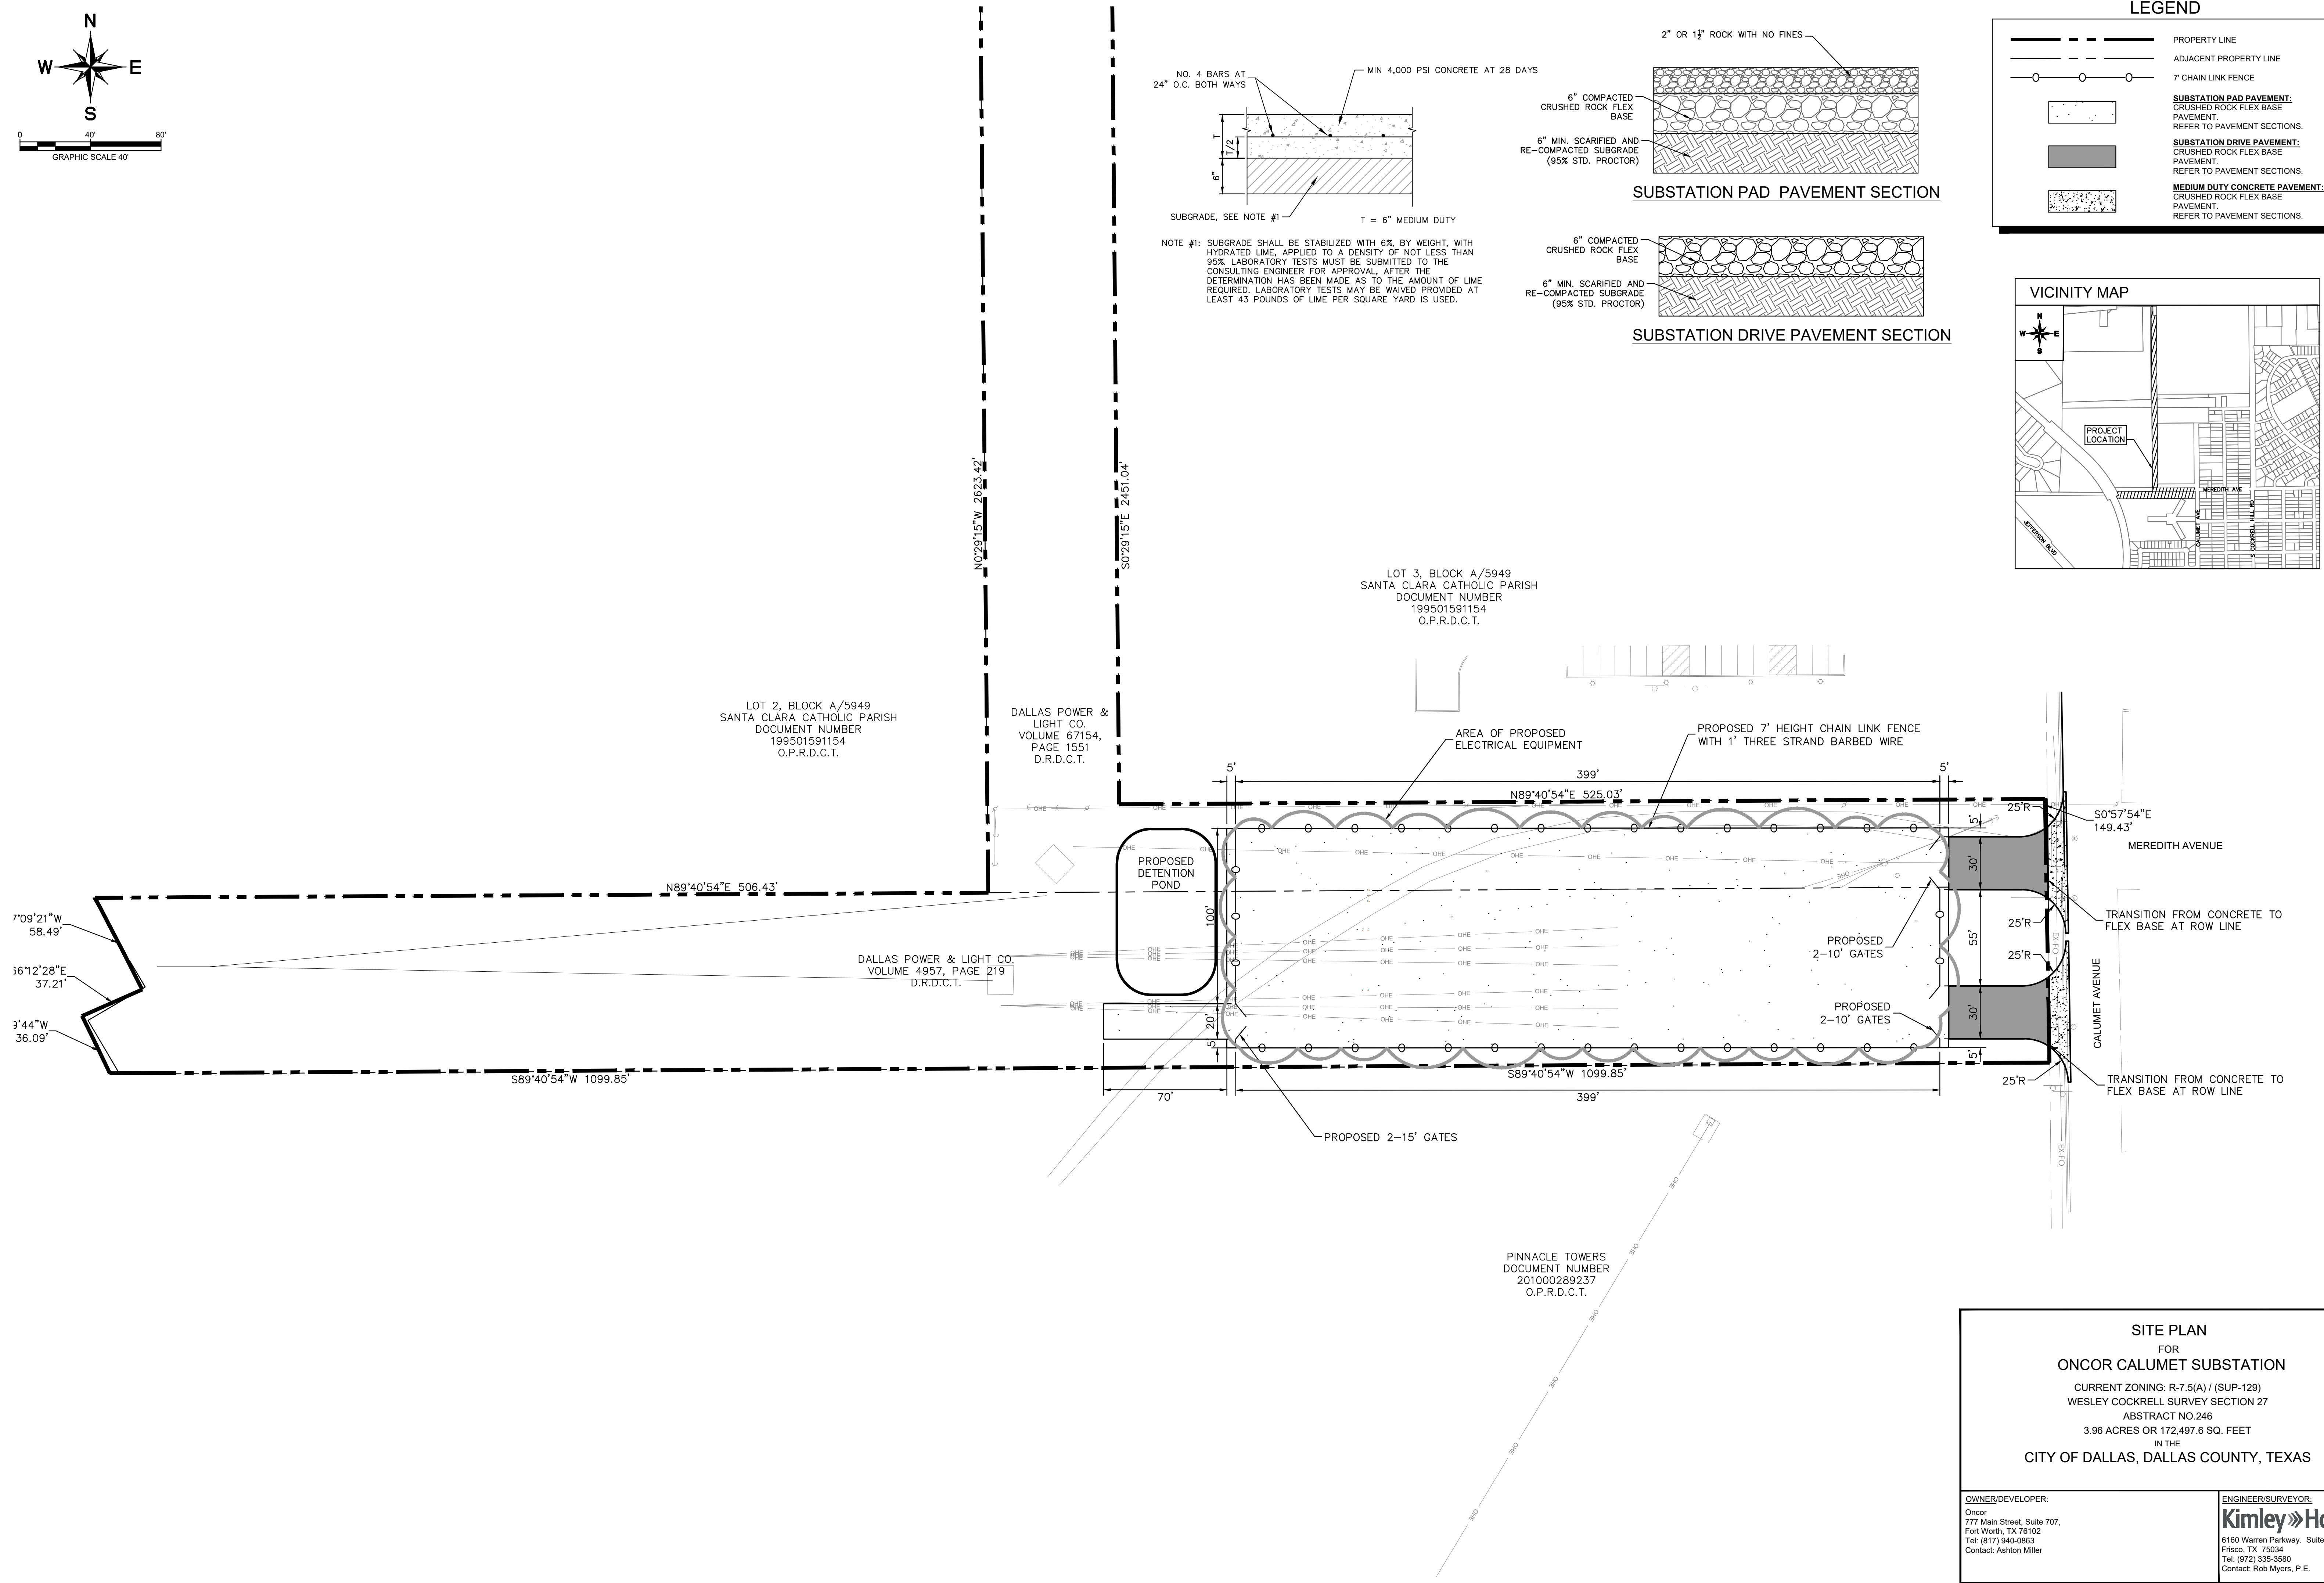 N
W
E
S
0
40'
80'
GRAPHIC SCALE 40'
NO. 4 BARS AT
24" O.C. BOTH WAYS
MIN 4,000 PSI CONCRETE AT 28 DAYS
T
T/2
6"
SUBGRADE, SEE NOTE #1
T = 6" MEDIUM DUTY
NOTE #1: SUBGRADE SHALL BE STABILIZED WITH 6%, BY WEIGHT, WITH
HYDRATED LIME, APPLIED TO A DENSITY OF NOT LESS THAN
95%. LABORATORY TESTS MUST BE SUBMITTED TO THE
CONSULTING ENGINEER FOR APPROVAL, AFTER THE
DETERMINATION HAS BEEN MADE AS TO THE AMOUNT OF LIME
REQUIRED. LABORATORY TESTS MAY BE WAIVED PROVIDED AT
LEAST 43 POUNDS OF LIME PER SQUARE YARD IS USED.
2" OR 1½" ROCK WITH NO FINES
6" COMPACTED
CRUSHED ROCK FLEX
BASE
6" MIN. SCARIFIED AND
RE-COMPACTED SUBGRADE
(95% STD. PROCTOR)
SUBSTATION PAD PAVEMENT SECTION
6" COMPACTED
CRUSHED ROCK FLEX
BASE
6" MIN. SCARIFIED AND
RE-COMPACTED SUBGRADE
(95% STD. PROCTOR)
SUBSTATION DRIVE PAVEMENT SECTION
LEGEND
PROPERTY LINE
ADJACENT PROPERTY LINE
7' CHAIN LINK FENCE
SUBSTATION PAD PAVEMENT:
CRUSHED ROCK FLEX BASE
PAVEMENT.
REFER TO PAVEMENT SECTIONS.
SUBSTATION DRIVE PAVEMENT:
CRUSHED ROCK FLEX BASE
PAVEMENT.
REFER TO PAVEMENT SECTIONS.
MEDIUM DUTY CONCRETE PAVEMENT:
CRUSHED ROCK FLEX BASE
PAVEMENT.
REFER TO PAVEMENT SECTIONS.
VICINITY MAP
N
W
E
S
PROJECT
LOCATION
MEREDITH AVE
CALUMET AVE
S COCKRELL HILL RD
JEFFERSON BLVD
N0°29'15"W 2623.42'
S0°29'15"E 2451.04'
LOT 3, BLOCK A/5949
SANTA CLARA CATHOLIC PARISH
DOCUMENT NUMBER
199501591154
O.P.R.D.C.T.
LOT 2, BLOCK A/5949
SANTA CLARA CATHOLIC PARISH
DOCUMENT NUMBER
199501591154
O.P.R.D.C.T.
DALLAS POWER &
LIGHT CO.
VOLUME 67154,
PAGE 1551
D.R.D.C.T.
AREA OF PROPOSED
ELECTRICAL EQUIPMENT
PROPOSED 7' HEIGHT CHAIN LINK FENCE
WITH 1' THREE STRAND BARBED WIRE
5'
399'
5'
N89°40'54"E 525.03'
25'R
S0°57'54"E
149.43'
MEREDITH AVENUE
PROPOSED
DETENTION
POND
100'
20'
5'
5'
30'
55'
30'
5'
N89°40'54"E 506.43'
7°09'21"W
58.49'
56°12'28"E
37.21'
9'44"W
36.09'
DALLAS POWER & LIGHT CO.
VOLUME 4957, PAGE 219
D.R.D.C.T.
PROPOSED
2-10' GATES
PROPOSED
2-10' GATES
25'R
25'R
25'R
TRANSITION FROM CONCRETE TO
FLEX BASE AT ROW LINE
CALUMET AVENUE
TRANSITION FROM CONCRETE TO
FLEX BASE AT ROW LINE
OHE
EX-FO
EX-FO
S89°40'54"W 1099.85'
S89°40'54"W 1099.85'
70'
399'
PROPOSED 2-15' GATES
PINNACLE TOWERS
DOCUMENT NUMBER
201000289237
O.P.R.D.C.T.
SITE PLAN
FOR
ONCOR CALUMET SUBSTATION
CURRENT ZONING: R-7.5(A) / (SUP-129)
WESLEY COCKRELL SURVEY SECTION 27
ABSTRACT NO.246
3.96 ACRES OR 172,497.6 SQ. FEET
IN THE
CITY OF DALLAS, DALLAS COUNTY, TEXAS
OWNER/DEVELOPER:
Oncor
777 Main Street, Suite 707,
Fort Worth, TX 76102
Tel: (817) 940-0863
Contact: Ashton Miller
ENGINEER/SURVEYOR:
Kimley»Ho
6160 Warren Parkway. Suite
Frisco, TX 75034
Tel: (972) 335-3580
Contact: Rob Myers, P.E.